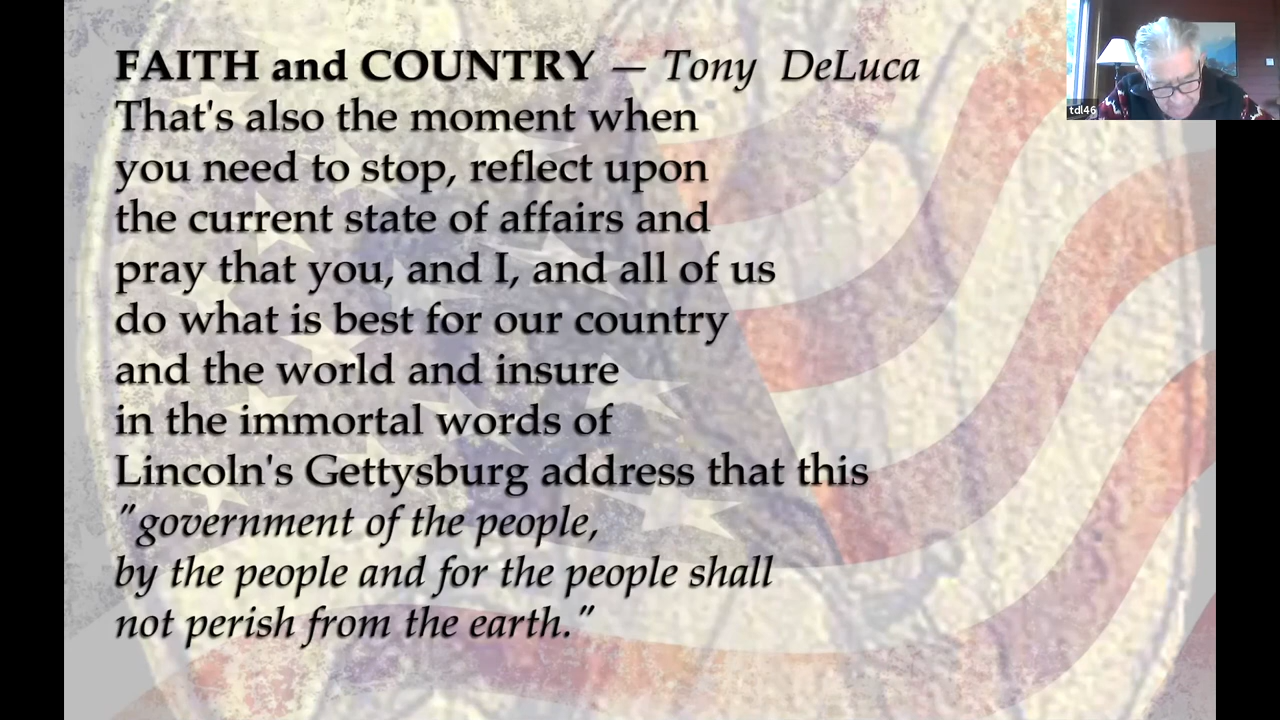 FAITH and COUNTRY — Tony DeLuca
That's also the moment when
you need to stop, reflect upon
the current state of affairs and
pray that you, and I, and all of us
do what is best for our country
and the world and insure
in the immortal words of
Lincoln's Gettysburg address that this
"government of the people,
by the people and for the people shall
not perish from the earth."
tdl46